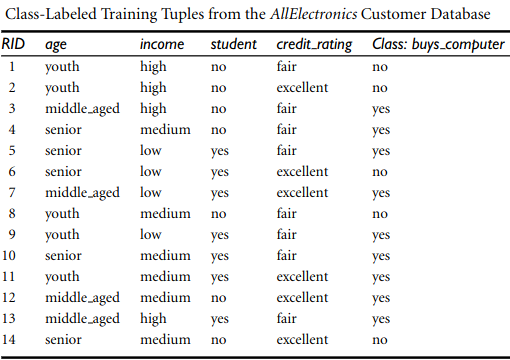 Class-Labeled Training Tuples from the AllElectronics Customer Database
RID age income student credit_rating Class: buys_computer
1 youth high no fair no
2 youth high no excellent no
3 middle_aged high no fair yes
4 senior medium no fair yes
5 senior low yes fair yes
6 senior low yes excellent no
7 middle_aged low yes excellent yes
8 youth medium no fair no
9 youth low yes fair yes
10 senior medium yes fair yes
11 youth medium yes excellent yes
12 middle_aged medium no excellent yes
13 middle_aged high yes fair yes
14 senior medium no excellent no